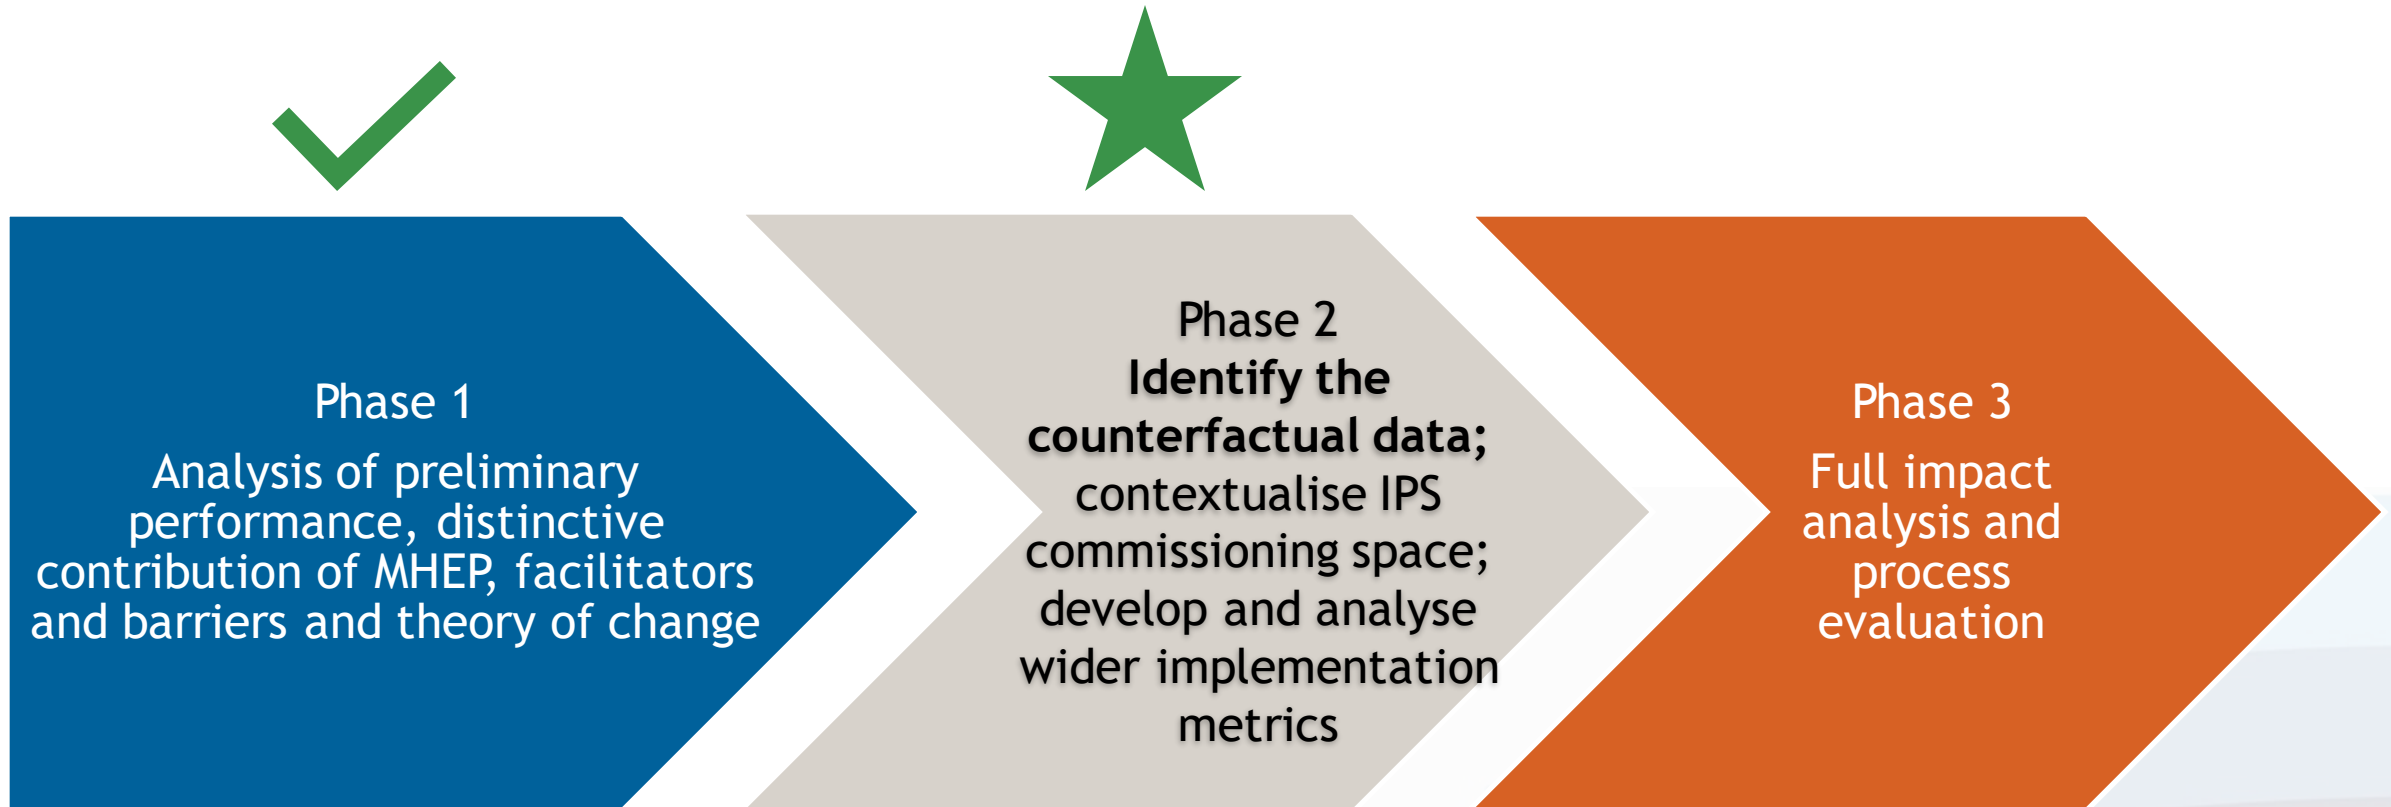 Phase 1
Analysis of preliminary
performance, distinctive
contribution of MHEP, facilitators
and barriers and theory of change
Phase 2
Identify the
counterfactual data;
contextualise IPS
commissioning space;
develop and analyse
wider implementation
metrics
Phase 3
Full impact
analysis and
process
evaluation